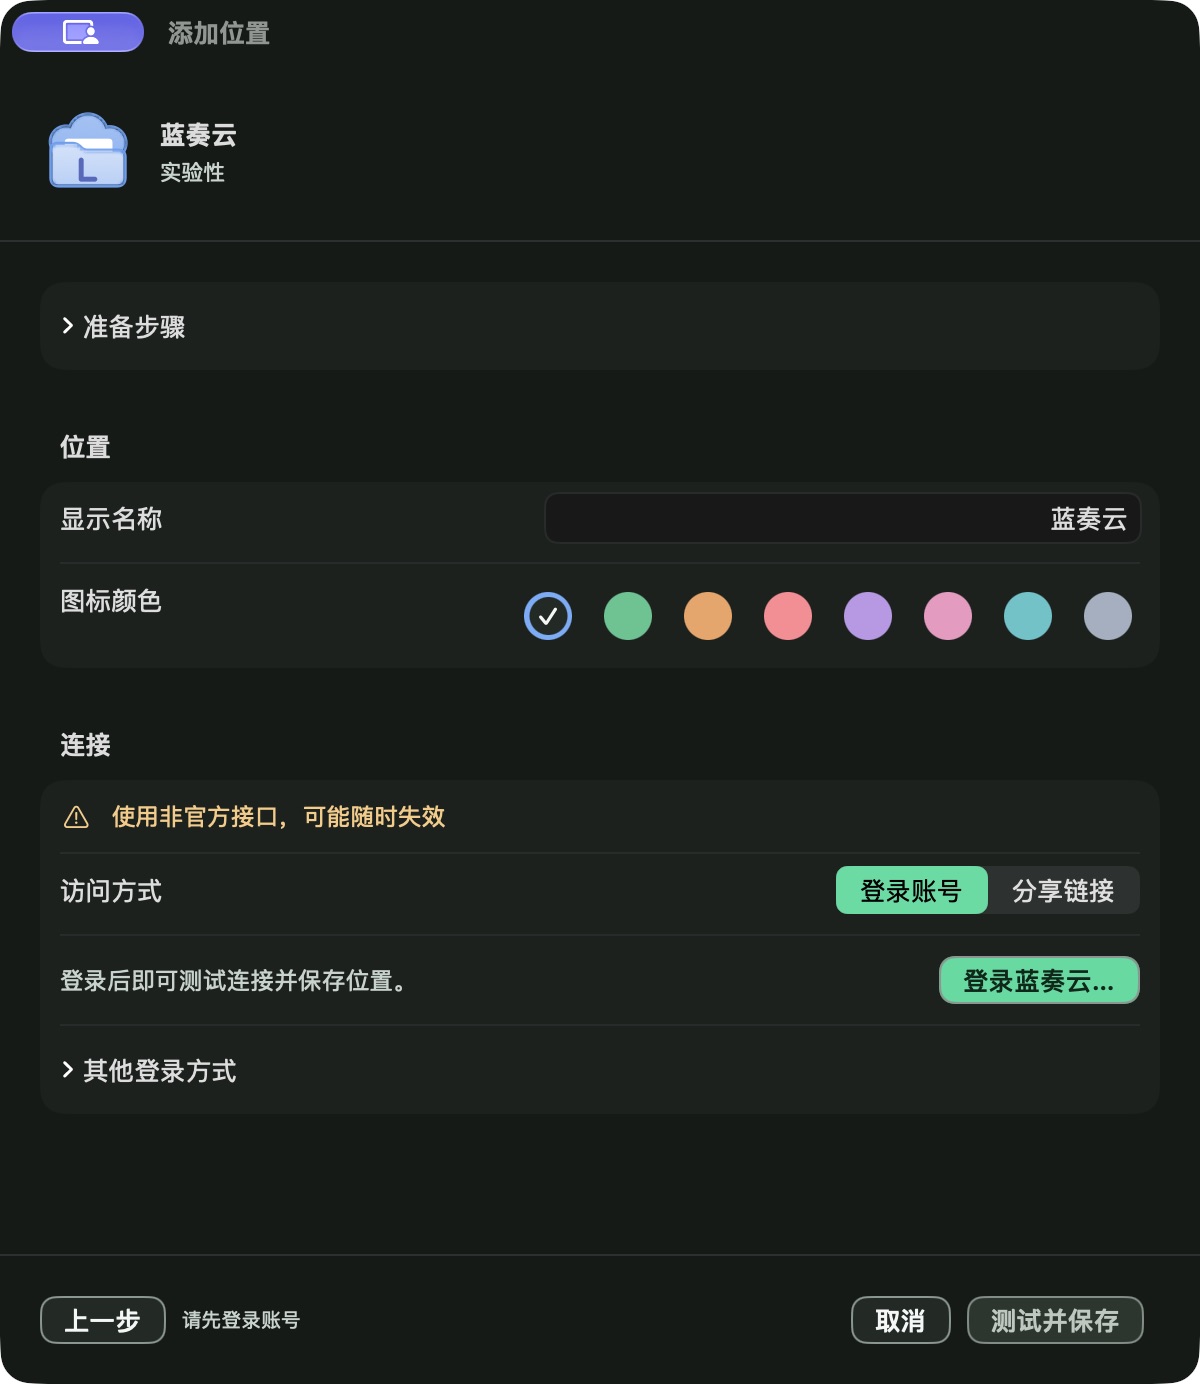 添加位置
L
蓝奏云
实验性
准备步骤
位置
显示名称
蓝奏云
图标颜色
连接
使用非官方接口，可能随时失效
访问方式
登录账号
分享链接
登录后即可测试连接并保存位置。
登录蓝奏云...
其他登录方式
上一步
请先登录账号
取消
测试并保存